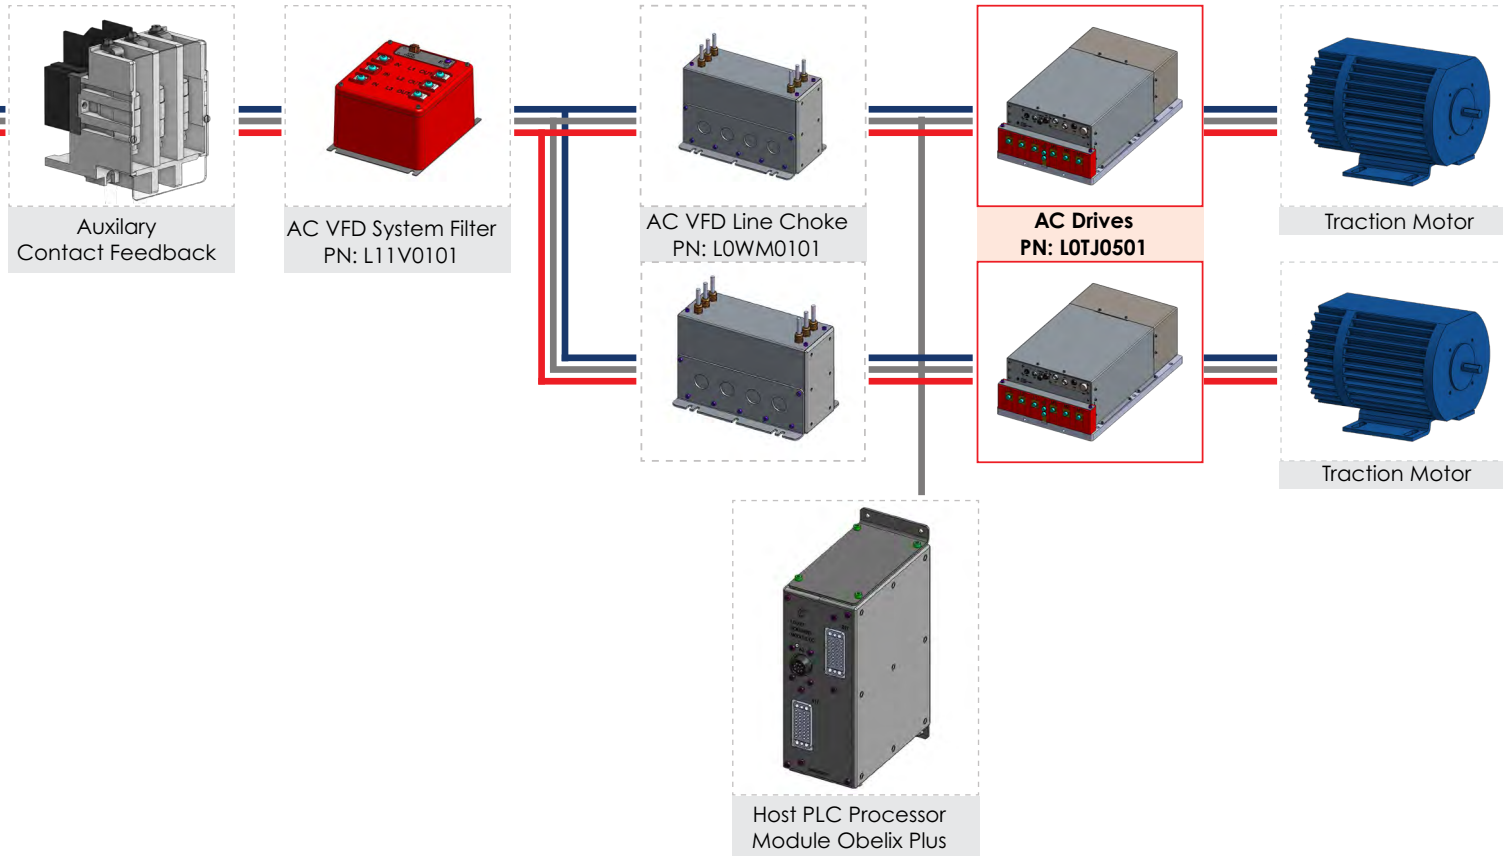 Auxilary
Contact Feedback
AC VFD System Filter
PN: L11V0101
AC VFD Line Choke
PN: L0WM0101
AC Drives
PN: L0TJ0501
Traction Motor
Traction Motor
Host PLC Processor
Module Obelix Plus